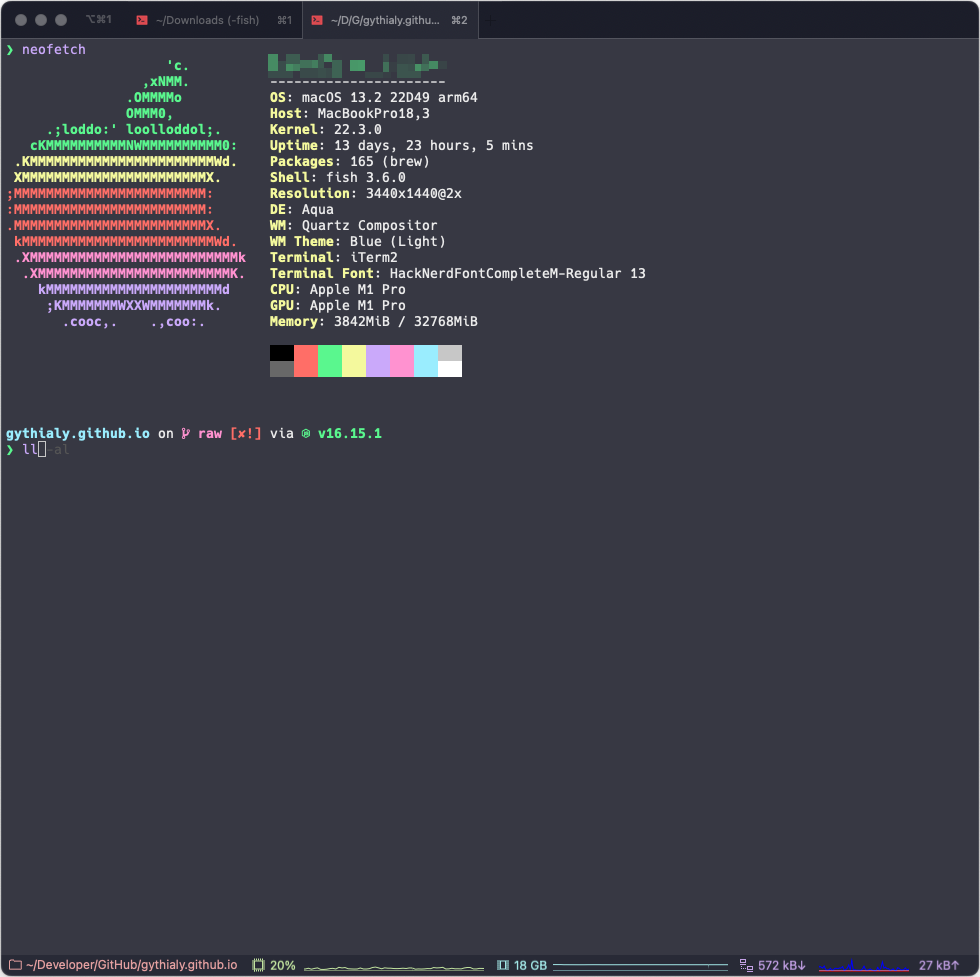 ⌥⌘1 ~/Downloads (-fish) ⌘1 ~/D/G/gythialy.githu... ⌘2
❯ neofetch
'c.
,xNMM.
.OMMMMo
OMMM0,
.;loddo:' loolloddol;.
cKMMMMMMMMMMNWMMMMMMMMMM0:
.KMMMMMMMMMMMMMMMMMMMMMMMWd.
XMMMMMMMMMMMMMMMMMMMMMMMX.
;MMMMMMMMMMMMMMMMMMMMMMMM:
:MMMMMMMMMMMMMMMMMMMMMMMM:
.MMMMMMMMMMMMMMMMMMMMMMMMX.
kMMMMMMMMMMMMMMMMMMMMMMMMWd.
.XMMMMMMMMMMMMMMMMMMMMMMMMMMk
.XMMMMMMMMMMMMMMMMMMMMMMMMK.
kMMMMMMMMMMMMMMMMMMMMMMd
;KMMMMMMMWXXWMMMMMMMk.
.cooc,. .,coo:.
----------------------
OS: macOS 13.2 22D49 arm64
Host: MacBookPro18,3
Kernel: 22.3.0
Uptime: 13 days, 23 hours, 5 mins
Packages: 165 (brew)
Shell: fish 3.6.0
Resolution: 3440x1440@2x
DE: Aqua
WM: Quartz Compositor
WM Theme: Blue (Light)
Terminal: iTerm2
Terminal Font: HackNerdFontCompleteM-Regular 13
CPU: Apple M1 Pro
GPU: Apple M1 Pro
Memory: 3842MiB / 32768MiB
gythialy.github.io on raw [✘!] via v16.15.1
❯ ll -al
~/Developer/GitHub/gythialy.github.io 20% 18 GB 572 kB↓ 27 kB↑